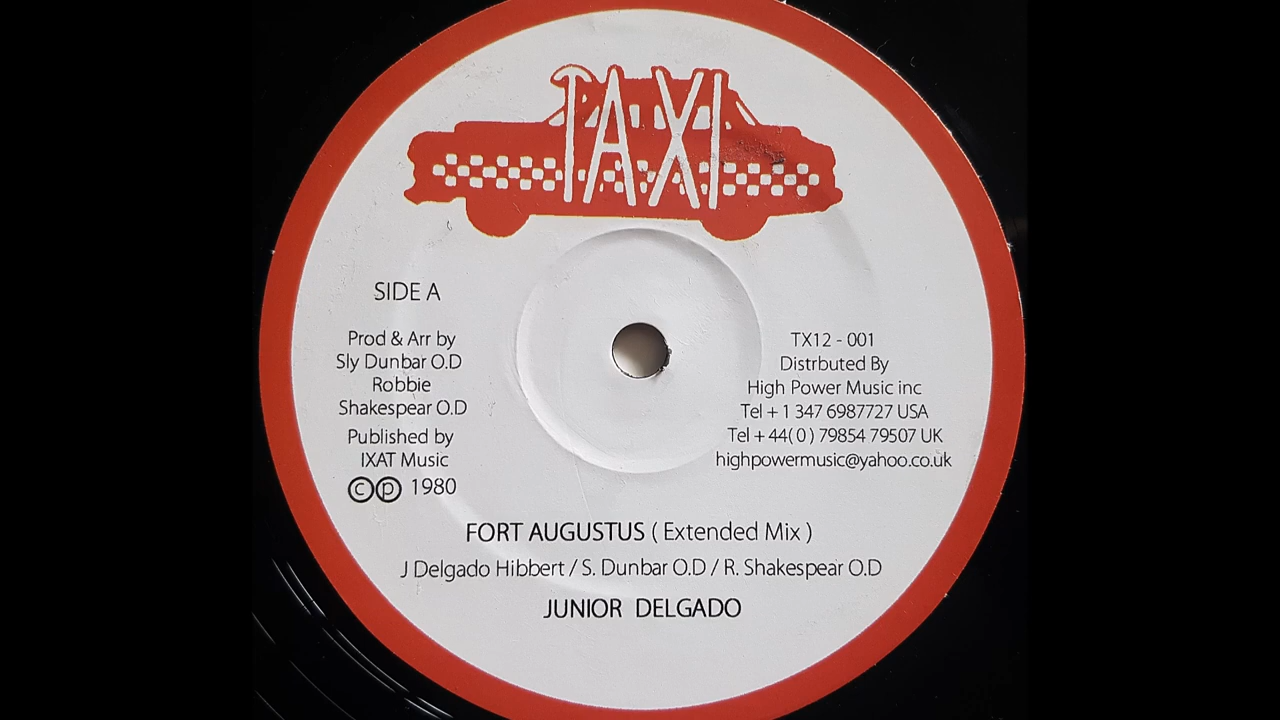 TAXI
SIDE A
Prod & Arr by
Sly Dunbar O.D
Robbie
Shakespear O.D
Published by
IXAT Music
©℗ 1980
TX12 - 001
Distrbuted By
High Power Music inc
Tel + 1 347 6987727 USA
Tel + 44( 0 ) 79854 79507 UK
highpowermusic@yahoo.co.uk
FORT AUGUSTUS ( Extended Mix )
J Delgado Hibbert / S. Dunbar O.D / R. Shakespear O.D
JUNIOR DELGADO